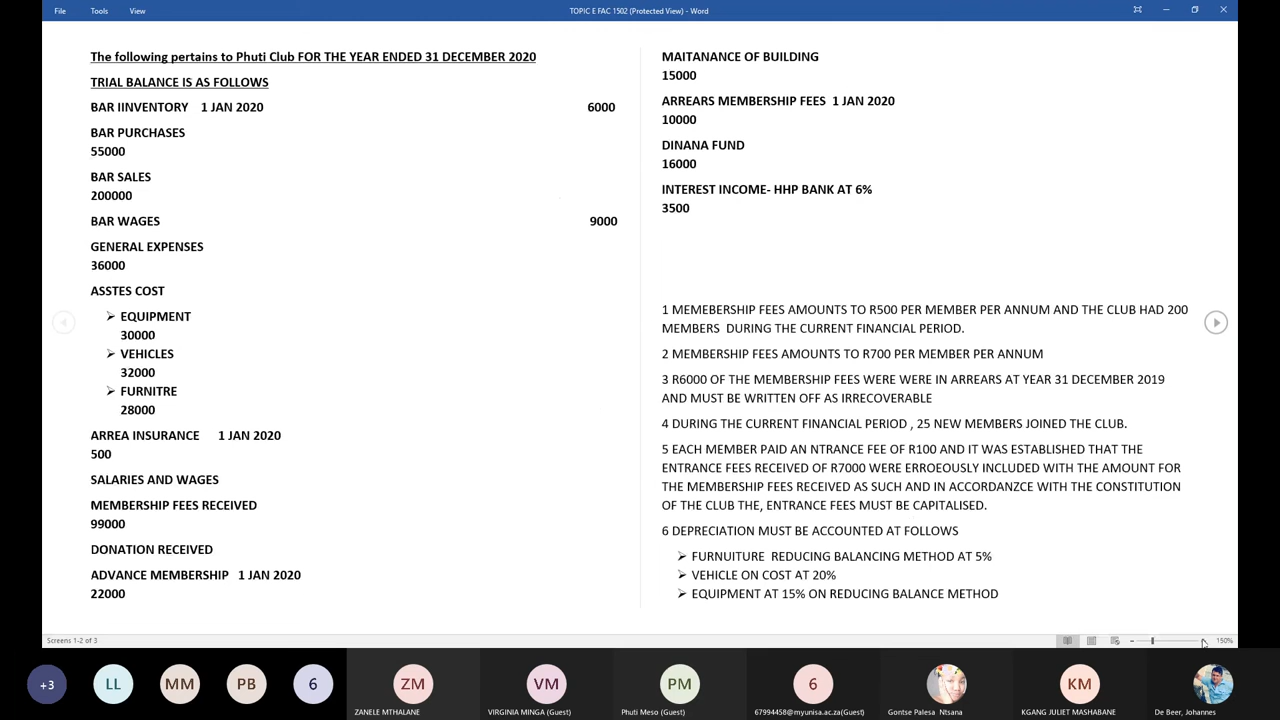 File Tools View TOPIC E FAC 1502 (Protected View) - Word
The following pertains to Phuti Club FOR THE YEAR ENDED 31 DECEMBER 2020
TRIAL BALANCE IS AS FOLLOWS
BAR IINVENTORY 1 JAN 2020 6000
BAR PURCHASES
55000
BAR SALES
200000
BAR WAGES 9000
GENERAL EXPENSES
36000
ASSTES COST
EQUIPMENT
30000
VEHICLES
32000
FURNITRE
28000
ARREA INSURANCE 1 JAN 2020
500
SALARIES AND WAGES
MEMBERSHIP FEES RECEIVED
99000
DONATION RECEIVED
ADVANCE MEMBERSHIP 1 JAN 2020
22000
MAITANANCE OF BUILDING
15000
ARREARS MEMBERSHIP FEES 1 JAN 2020
10000
DINANA FUND
16000
INTEREST INCOME- HHP BANK AT 6%
3500
1 MEMEBERSHIP FEES AMOUNTS TO R500 PER MEMBER PER ANNUM AND THE CLUB HAD 200
MEMBERS DURING THE CURRENT FINANCIAL PERIOD.
2 MEMBERSHIP FEES AMOUNTS TO R700 PER MEMBER PER ANNUM
3 R6000 OF THE MEMBERSHIP FEES WERE WERE IN ARREARS AT YEAR 31 DECEMBER 2019
AND MUST BE WRITTEN OFF AS IRRECOVERABLE
4 DURING THE CURRENT FINANCIAL PERIOD , 25 NEW MEMBERS JOINED THE CLUB.
5 EACH MEMBER PAID AN NTRANCE FEE OF R100 AND IT WAS ESTABLISHED THAT THE
ENTRANCE FEES RECEIVED OF R7000 WERE ERROEOUSLY INCLUDED WITH THE AMOUNT FOR
THE MEMBERSHIP FEES RECEIVED AS SUCH AND IN ACCORDANZCE WITH THE CONSTITUTION
OF THE CLUB THE, ENTRANCE FEES MUST BE CAPITALISED.
6 DEPRECIATION MUST BE ACCOUNTED AT FOLLOWS
FURNUITURE REDUCING BALANCING METHOD AT 5%
VEHICLE ON COST AT 20%
EQUIPMENT AT 15% ON REDUCING BALANCE METHOD
Screens 1-2 of 3 150%
+3 LL MM PB 6 ZM VM PM 6 KM
ZANELE MTHALANE VIRGINIA MINGA (Guest) Phuti Meso (Guest) 67994458@myunisa.ac.za(Guest) Gontse Palesa Ntsana KGANG JULIET MASHABANE De Beer, Johannes